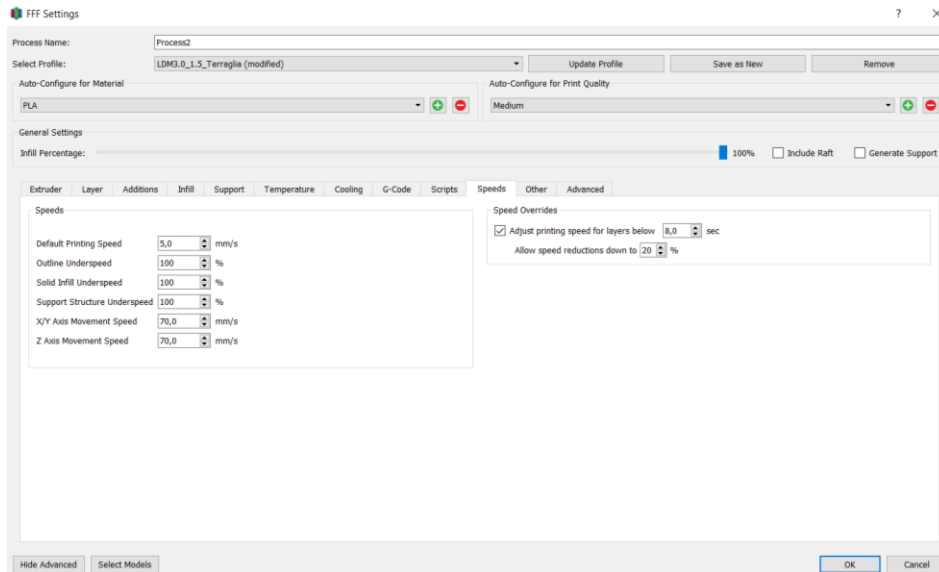 FFF Settings ?
Process Name: Process2
Select Profile: LDM3.0_1.5_Terraglia (modified) Update Profile Save as New Remove
Auto-Configure for Material Auto-Configure for Print Quality
PLA Medium
General Settings
Infill Percentage: 100% Include Raft Generate Support
Extruder Layer Additions Infill Support Temperature Cooling G-Code Scripts Speeds Other Advanced
Speeds Speed Overrides
Adjust printing speed for layers below 8,0 sec
Default Printing Speed 5,0 mm/s Allow speed reductions down to 20 %
Outline Underspeed 100 %
Solid Infill Underspeed 100 %
Support Structure Underspeed 100 %
X/Y Axis Movement Speed 70,0 mm/s
Z Axis Movement Speed 70,0 mm/s
Hide Advanced Select Models OK Cancel